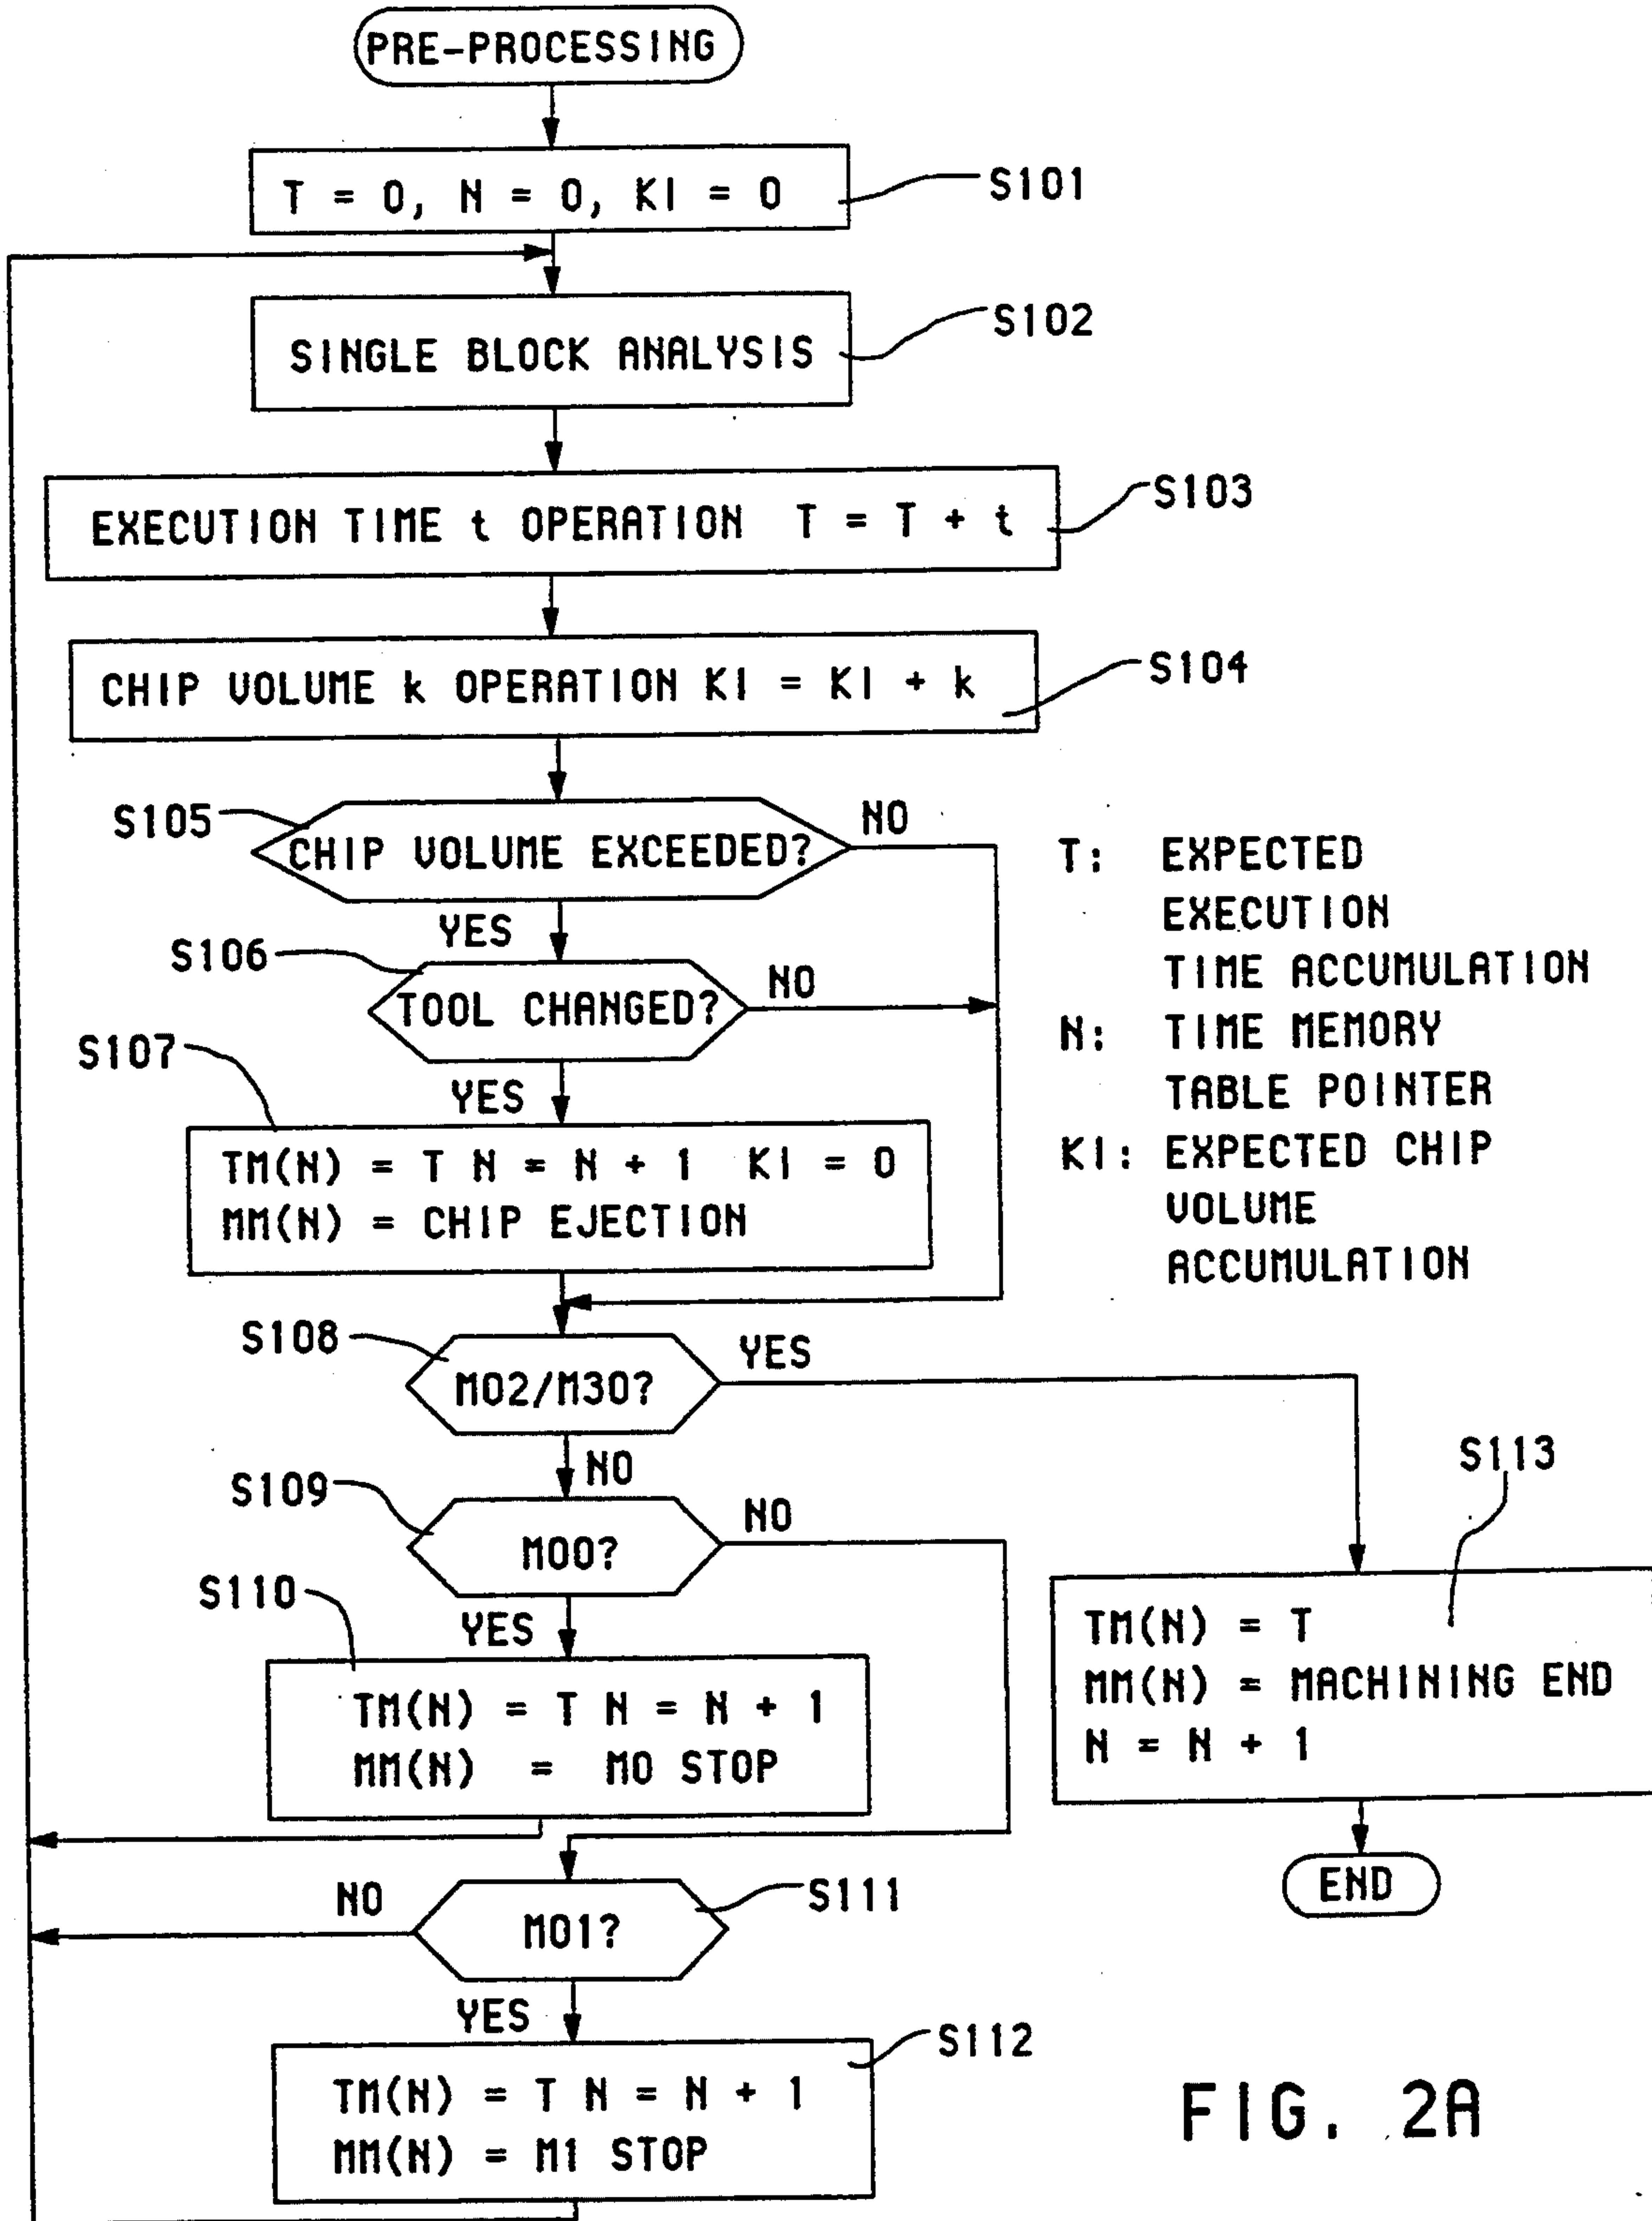 PRE-PROCESSING
T = 0, N = 0, KI = 0
S101
SINGLE BLOCK ANALYSIS
S102
EXECUTION TIME t OPERATION T = T + t
S103
CHIP VOLUME k OPERATION KI = KI + k
S104
S105
CHIP VOLUME EXCEEDED?
NO
YES
S106
TOOL CHANGED?
NO
YES
S107
TM(N) = T N = N + 1 KI = 0
MM(N) = CHIP EJECTION
T: EXPECTED
EXECUTION
TIME ACCUMULATION
N: TIME MEMORY
TABLE POINTER
KI: EXPECTED CHIP
VOLUME
ACCUMULATION
S108
M02/M30?
YES
NO
S109
M00?
NO
YES
S110
TM(N) = T N = N + 1
MM(N) = M0 STOP
S113
TM(N) = T
MM(N) = MACHINING END
N = N + 1
END
NO
M01?
S111
YES
S112
TM(N) = T N = N + 1
MM(N) = M1 STOP
FIG. 2A